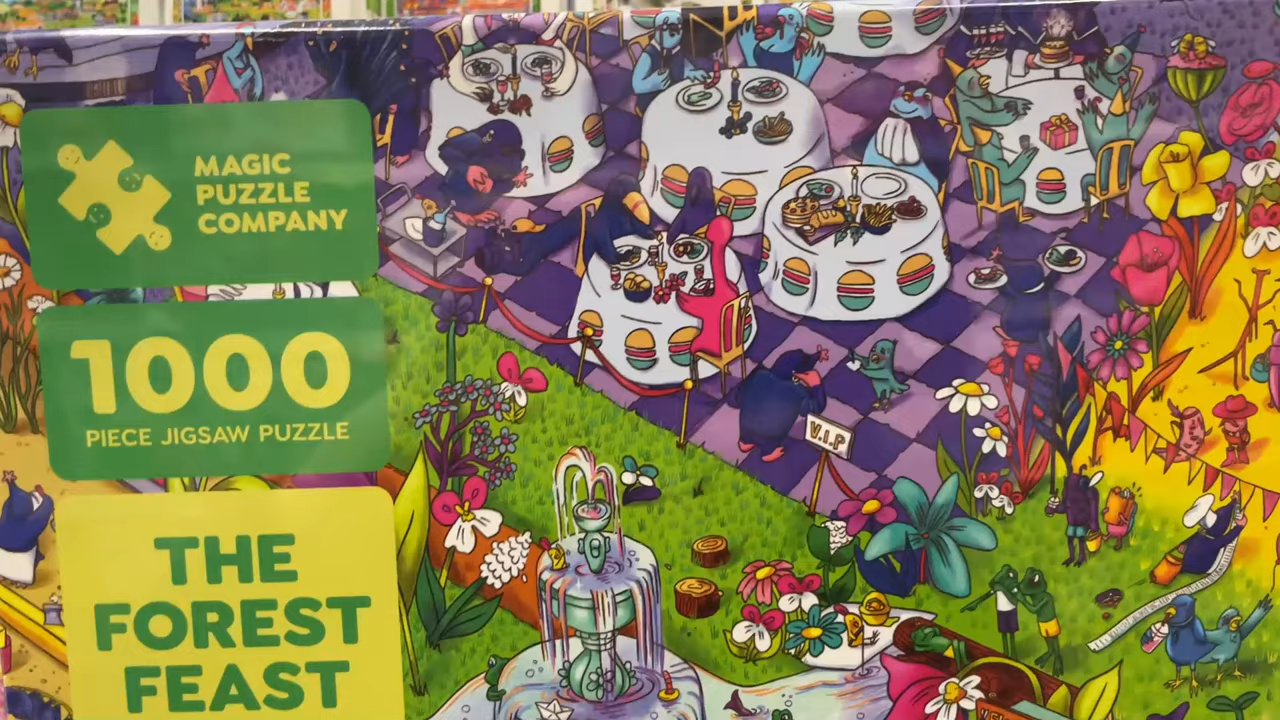 MAGIC
PUZZLE
COMPANY
1000
PIECE JIGSAW PUZZLE
THE
FOREST
FEAST
V.I.P